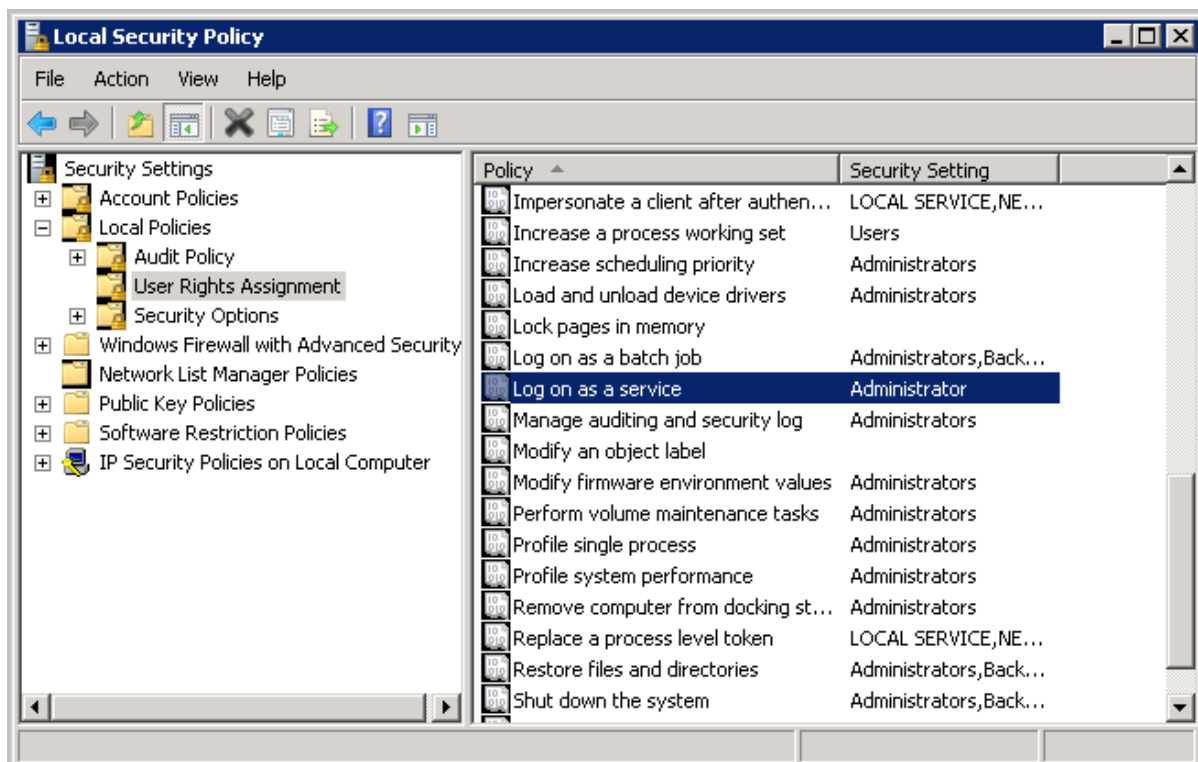 Local Security Policy
File Action View Help
Security Settings
Account Policies
Local Policies
Audit Policy
User Rights Assignment
Security Options
Windows Firewall with Advanced Security
Network List Manager Policies
Public Key Policies
Software Restriction Policies
IP Security Policies on Local Computer
Policy Security Setting
Impersonate a client after authen... LOCAL SERVICE,NE...
Increase a process working set Users
Increase scheduling priority Administrators
Load and unload device drivers Administrators
Lock pages in memory
Log on as a batch job Administrators,Back...
Log on as a service Administrator
Manage auditing and security log Administrators
Modify an object label
Modify firmware environment values Administrators
Perform volume maintenance tasks Administrators
Profile single process Administrators
Profile system performance Administrators
Remove computer from docking st... Administrators
Replace a process level token LOCAL SERVICE,NE...
Restore files and directories Administrators,Back...
Shut down the system Administrators,Back...